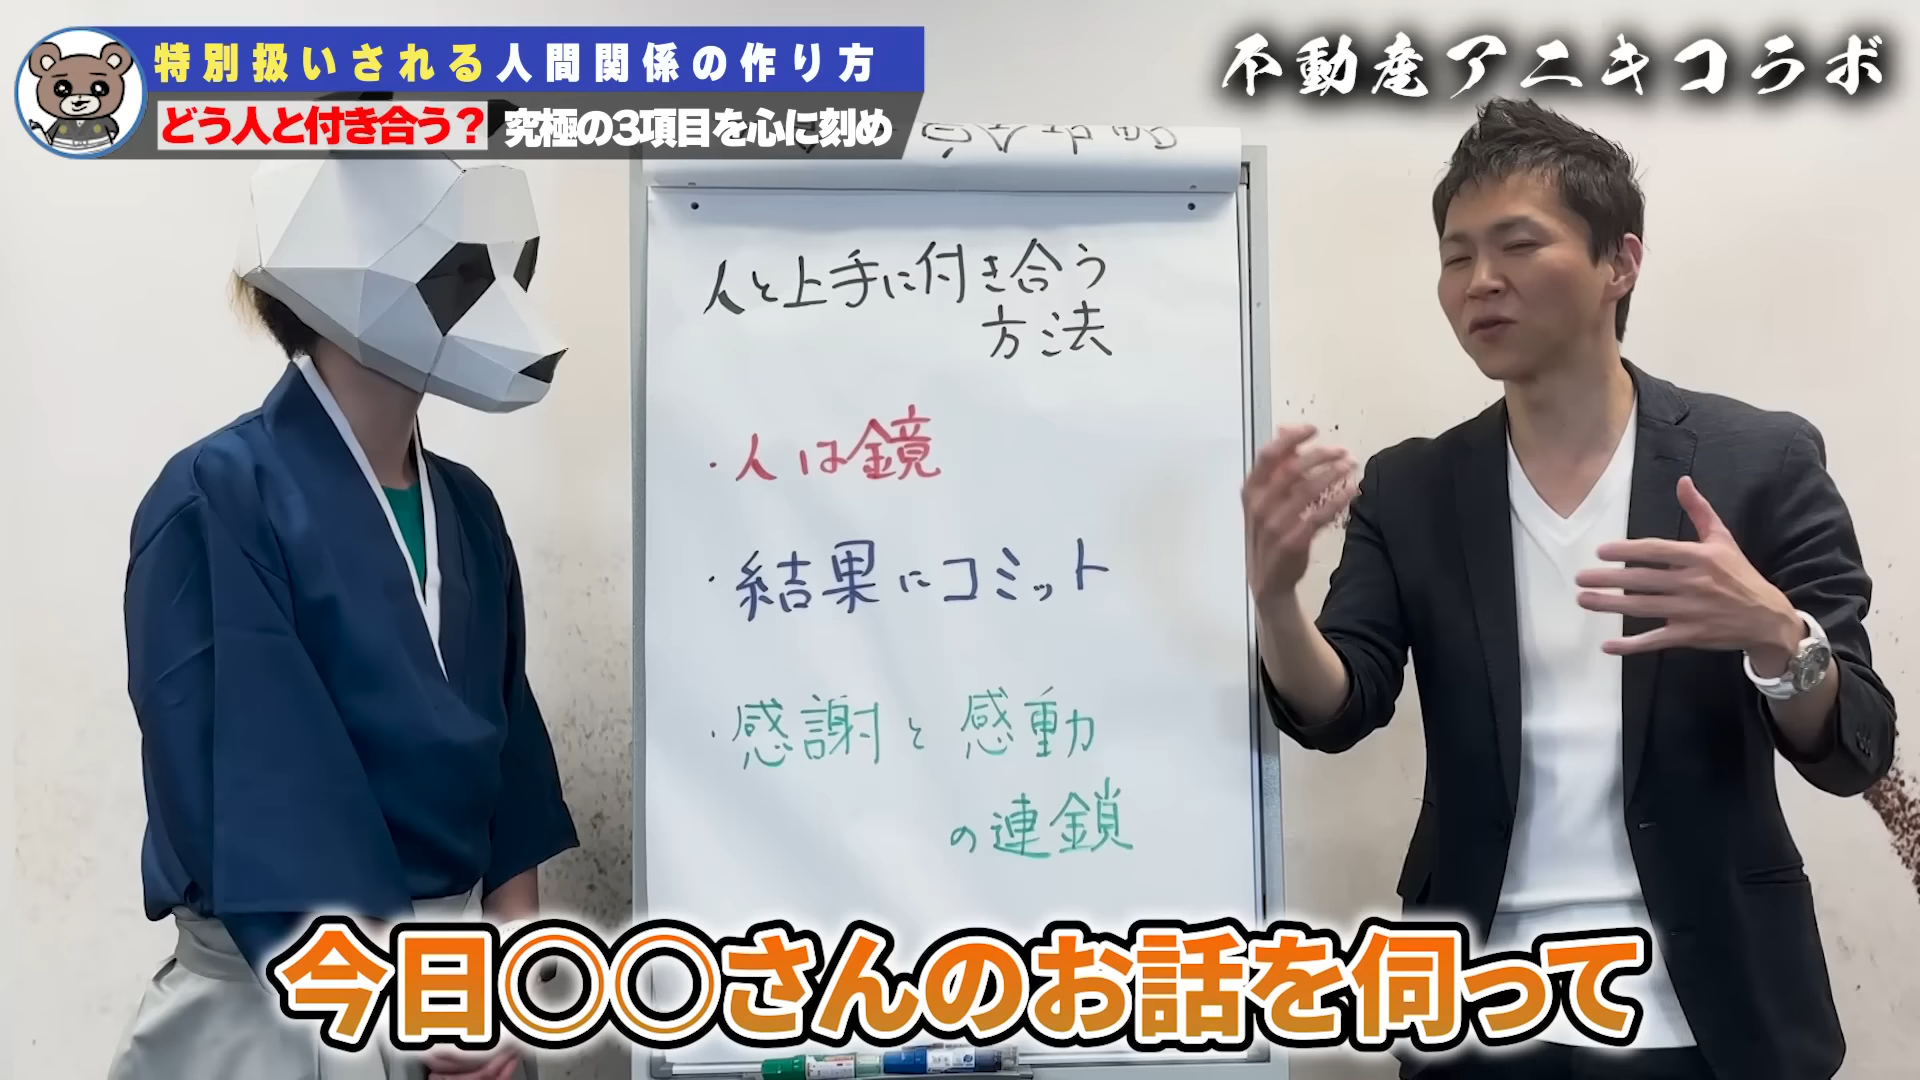 特別扱いされる人間関係の作り方
どう人と付き合う？ 究極の3項目を心に刻め
不動産アニキコラボ
人と上手に付き合う
方法
・人は鏡
・結果にコミット
・感謝と感動
の連鎖
今日〇〇さんのお話を伺って